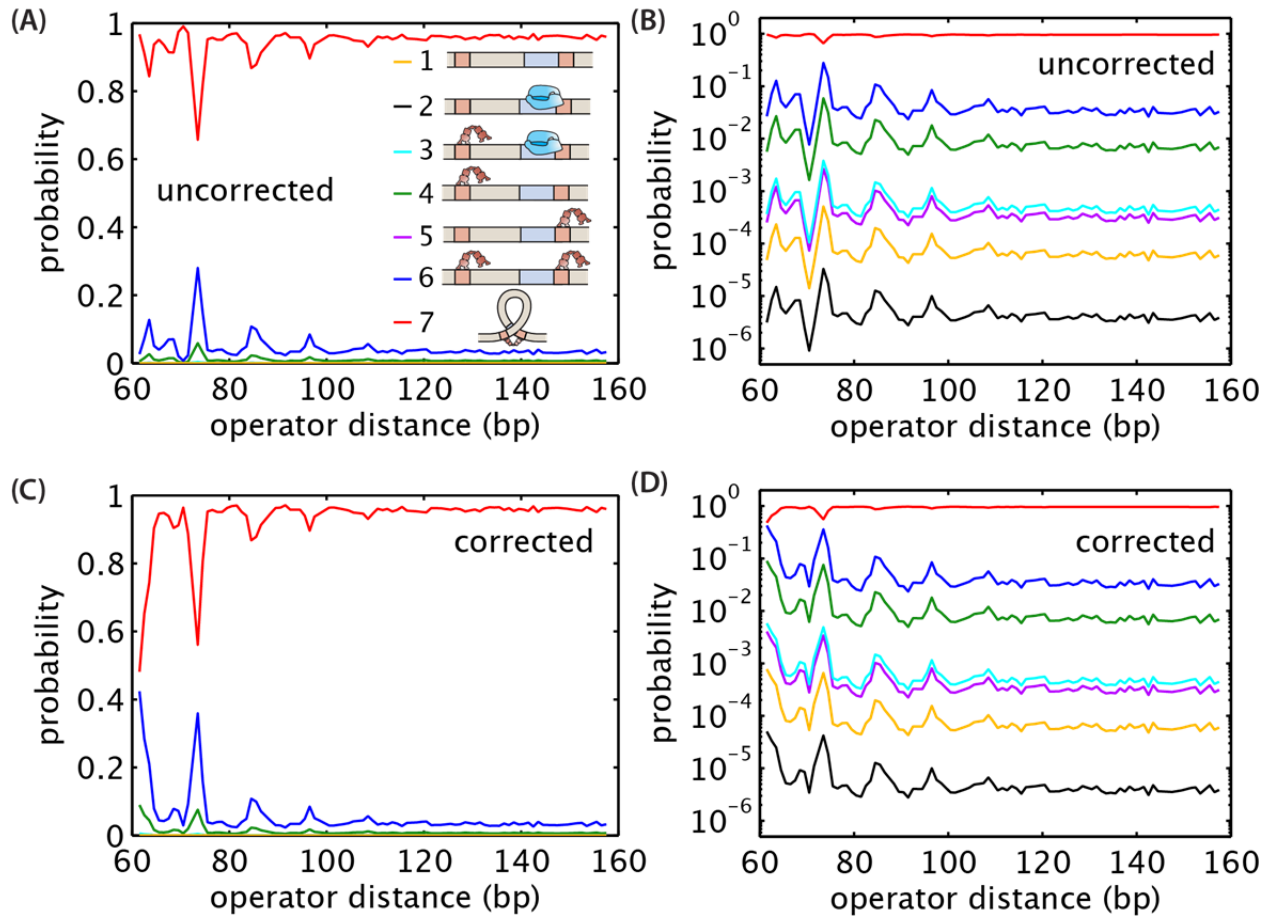 (A)
1
0.8
0.6
0.4
0.2
0
probability
uncorrected
1
2
3
4
5
6
7
60 80 100 120 140 160
operator distance (bp)
(B)
10^0
10^-1
10^-2
10^-3
10^-4
10^-5
10^-6
probability
uncorrected
60 80 100 120 140 160
operator distance (bp)
(C)
1
0.8
0.6
0.4
0.2
0
probability
corrected
60 80 100 120 140 160
operator distance (bp)
(D)
10^0
10^-1
10^-2
10^-3
10^-4
10^-5
10^-6
probability
corrected
60 80 100 120 140 160
operator distance (bp)